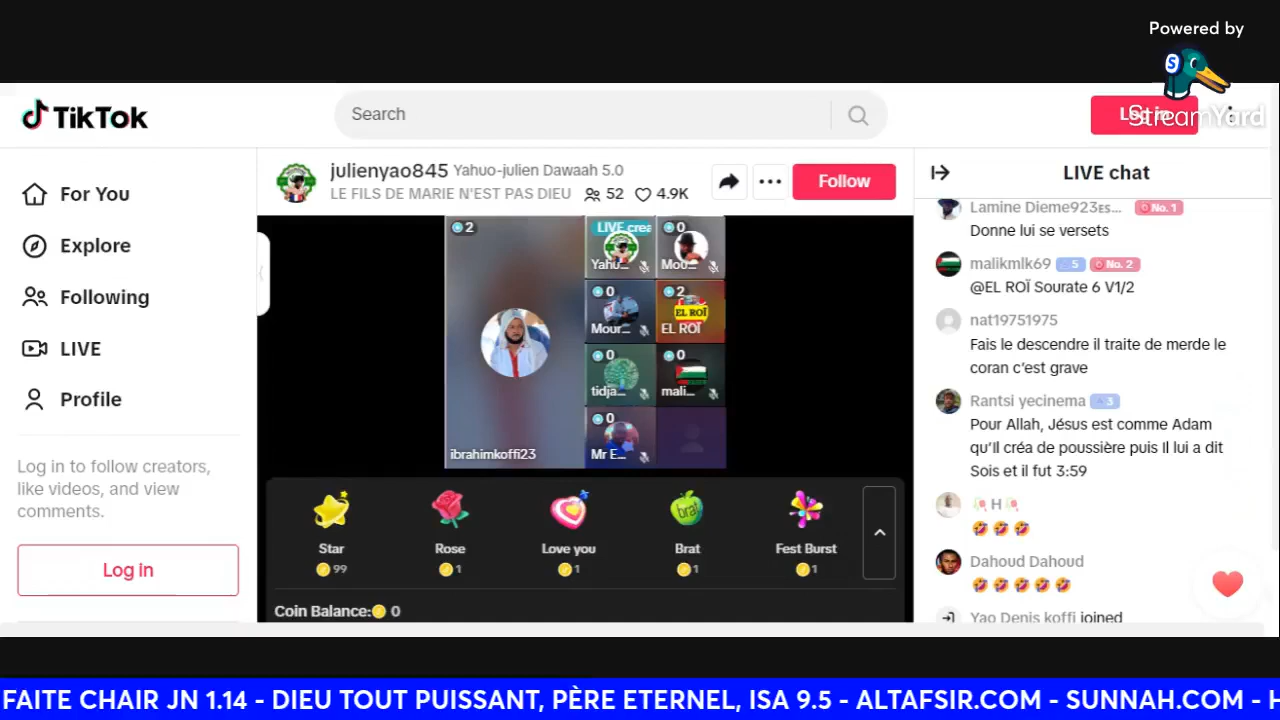 Powered by
StreamYard
TikTok
Search
Log in
For You
Explore
Following
LIVE
Profile
Log in to follow creators,
like videos, and view
comments.
Log in
julienyao845 Yahuo-julien Dawaah 5.0
LE FILS DE MARIE N'EST PAS DIEU 52 4.9K
Follow
2
ibrahimkoffi23
LIVE crea
Yahu...
0
Moo...
0
Mour...
2
EL ROÏ
EL ROÏ
0
tidja...
0
mali...
0
Mr E...
Star
99
Rose
1
Love you
1
brat
Brat
1
Fest Burst
1
Coin Balance: 0
LIVE chat
Lamine Dieme923ᴇs... No. 1
Donne lui se versets
malikmlk69 5 No. 2
@EL ROÏ Sourate 6 V1/2
nat19751975
Fais le descendre il traite de merde le
coran c'est grave
Rantsi yecinema 3
Pour Allah, Jésus est comme Adam
qu'Il créa de poussière puis Il lui a dit
Sois et il fut 3:59
H
🤣🤣🤣
Dahoud Dahoud
🤣🤣🤣🤣🤣
Yao Denis koffi joined
FAITE CHAIR JN 1.14 - DIEU TOUT PUISSANT, PÈRE ETERNEL, ISA 9.5 - ALTAFSIR.COM - SUNNAH.COM - H